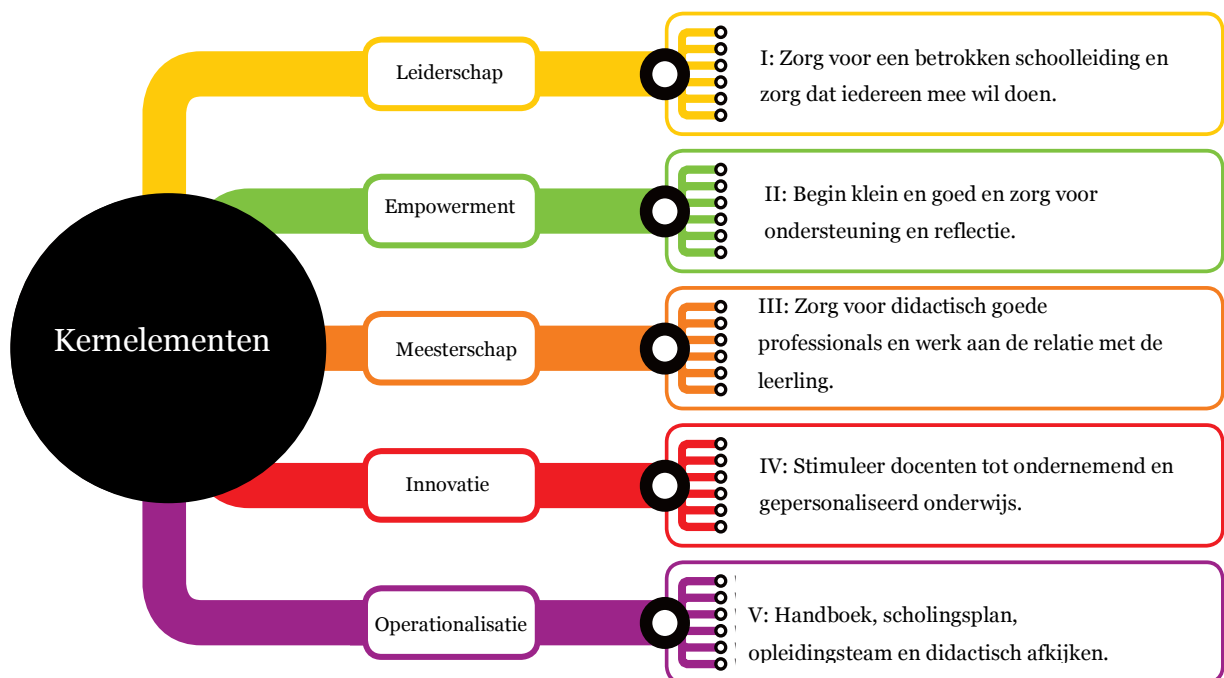 Kernelementen
Leiderschap
I: Zorg voor een betrokken schoolleiding en
zorg dat iedereen mee wil doen.
Empowerment
II: Begin klein en goed en zorg voor
ondersteuning en reflectie.
Meesterschap
III: Zorg voor didactisch goede
professionals en werk aan de relatie met de
leerling.
Innovatie
IV: Stimuleer docenten tot ondernemend en
gepersonaliseerd onderwijs.
Operationalisatie
V: Handboek, scholingsplan,
opleidingsteam en didactisch afkijken.